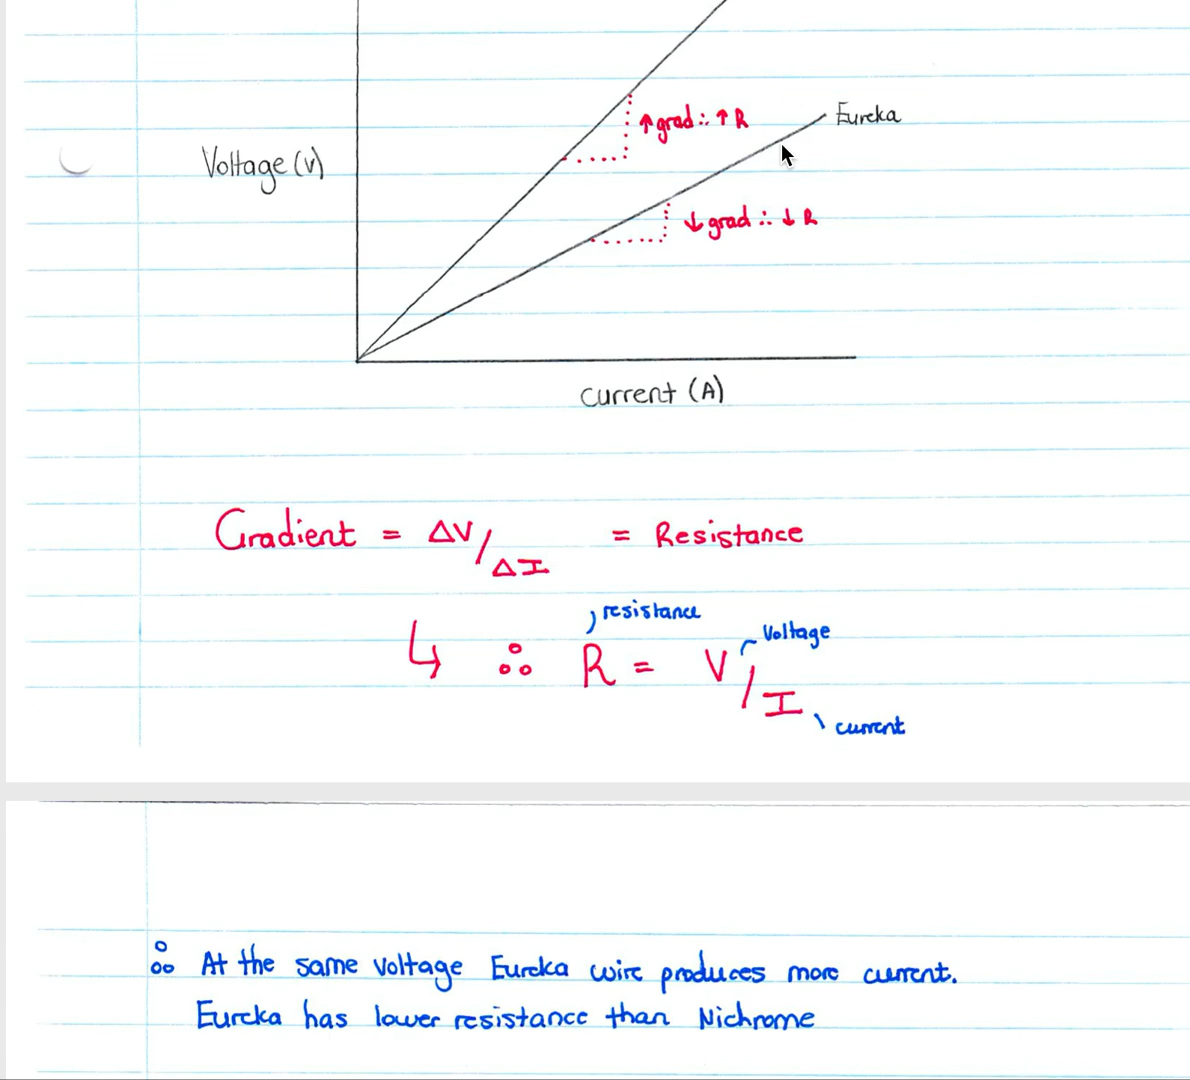 ↑ grad ∴ ↑ R
Eureka
Voltage (V)
↓ grad ∴ ↓ R
Current (A)
Gradient = ΔV/ΔI = Resistance
resistance
Voltage
↳ ∴ R = V/I
current
∴ At the same voltage Eureka wire produces more current.
Eureka has lower resistance than Nichrome